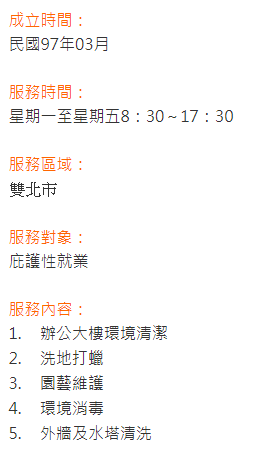 成立時間：
民國97年03月
服務時間：
星期一至星期五8：30～17：30
服務區域：
雙北市
服務對象：
庇護性就業
服務內容：
1. 辦公大樓環境清潔
2. 洗地打蠟
3. 園藝維護
4. 環境消毒
5. 外牆及水塔清洗